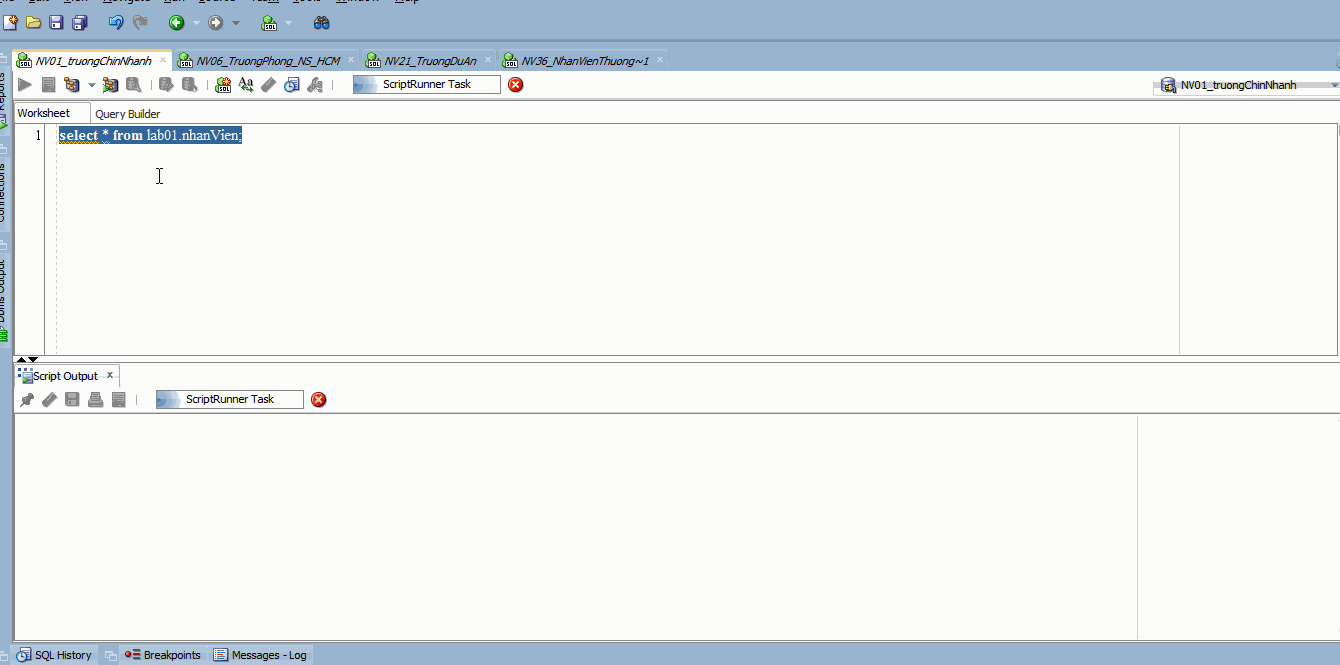 NV01_truongChinNhanh
NV06_TruongPhong_NS_HCM
NV21_TruongDuAn
NV36_NhanVienThuong~1
ScriptRunner Task
NV01_truongChinNhanh
Worksheet
Query Builder
1
select * from lab01.nhanVien;
Reports
Connections
Dbms Output
Script Output
ScriptRunner Task
SQL History
Breakpoints
Messages - Log